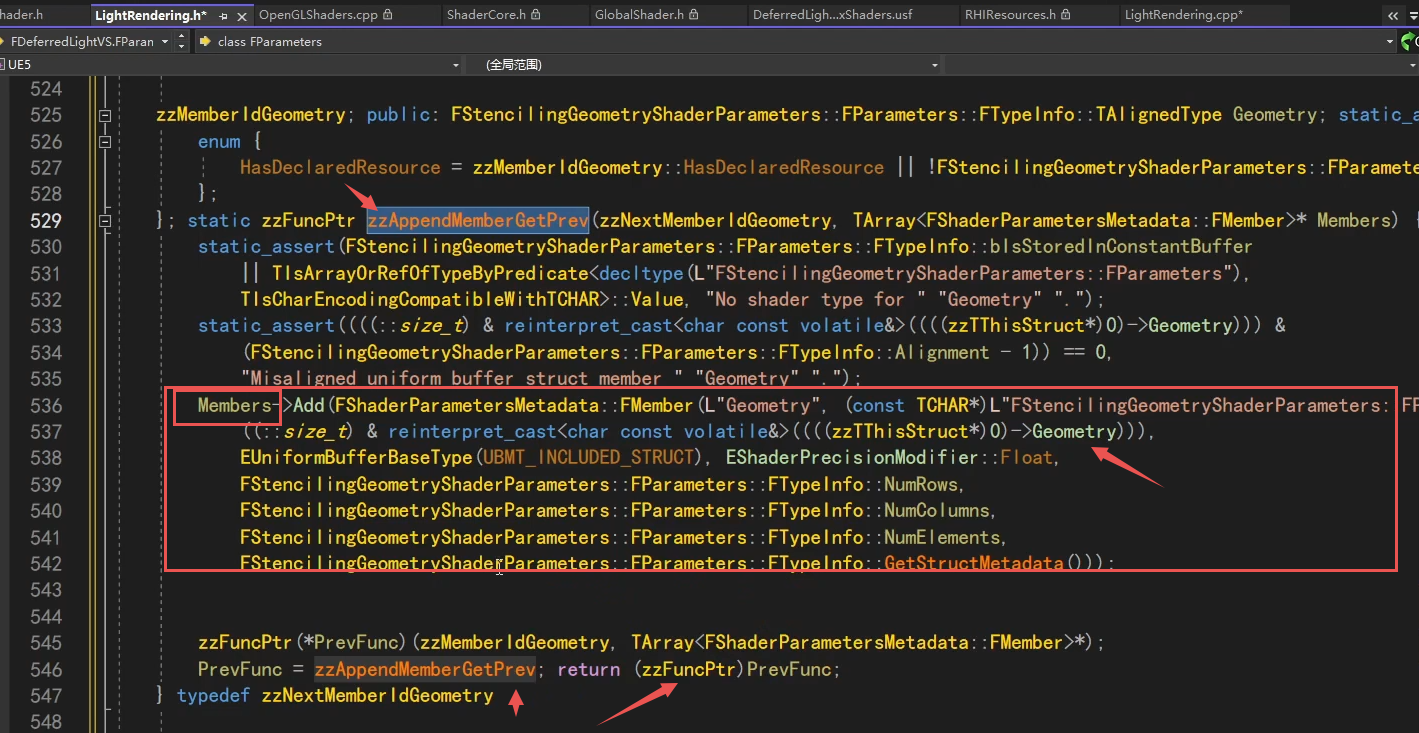 hader.h LightRendering.h* OpenGLShaders.cpp ShaderCore.h GlobalShader.h DeferredLigh...xShaders.usf RHIResources.h LightRendering.cpp*
FDeferredLightVS.FParan class FParameters
UE5 (全局范围)
524
525 zzMemberIdGeometry; public: FStencilingGeometryShaderParameters::FParameters::FTypeInfo::TAlignedType Geometry; static_a
526 enum {
527 HasDeclaredResource = zzMemberIdGeometry::HasDeclaredResource || !FStencilingGeometryShaderParameters::FParamete
528 };
529 }; static zzFuncPtr zzAppendMemberGetPrev(zzNextMemberIdGeometry, TArray<FShaderParametersMetadata::FMember>* Members) {
530 static_assert(FStencilingGeometryShaderParameters::FParameters::FTypeInfo::bIsStoredInConstantBuffer
531 || TIsArrayOrRefOfTypeByPredicate<decltype(L"FStencilingGeometryShaderParameters::FParameters"),
532 TIsCharEncodingCompatibleWithTCHAR>::Value, "No shader type for " "Geometry" ".");
533 static_assert((((::size_t) & reinterpret_cast<char const volatile&>((((zzTThisStruct*)0)->Geometry))) &
534 (FStencilingGeometryShaderParameters::FParameters::FTypeInfo::Alignment - 1)) == 0,
535 "Misaligned uniform buffer struct member " "Geometry" ".");
536 Members->Add(FShaderParametersMetadata::FMember(L"Geometry", (const TCHAR*)L"FStencilingGeometryShaderParameters::FP
537 ((::size_t) & reinterpret_cast<char const volatile&>((((zzTThisStruct*)0)->Geometry))),
538 EUniformBufferBaseType(UBMT_INCLUDED_STRUCT), EShaderPrecisionModifier::Float,
539 FStencilingGeometryShaderParameters::FParameters::FTypeInfo::NumRows,
540 FStencilingGeometryShaderParameters::FParameters::FTypeInfo::NumColumns,
541 FStencilingGeometryShaderParameters::FParameters::FTypeInfo::NumElements,
542 FStencilingGeometryShaderParameters::FParameters::FTypeInfo::GetStructMetadata()));
543
544
545 zzFuncPtr(*PrevFunc)(zzMemberIdGeometry, TArray<FShaderParametersMetadata::FMember>*);
546 PrevFunc = zzAppendMemberGetPrev; return (zzFuncPtr)PrevFunc;
547 } typedef zzNextMemberIdGeometry
548